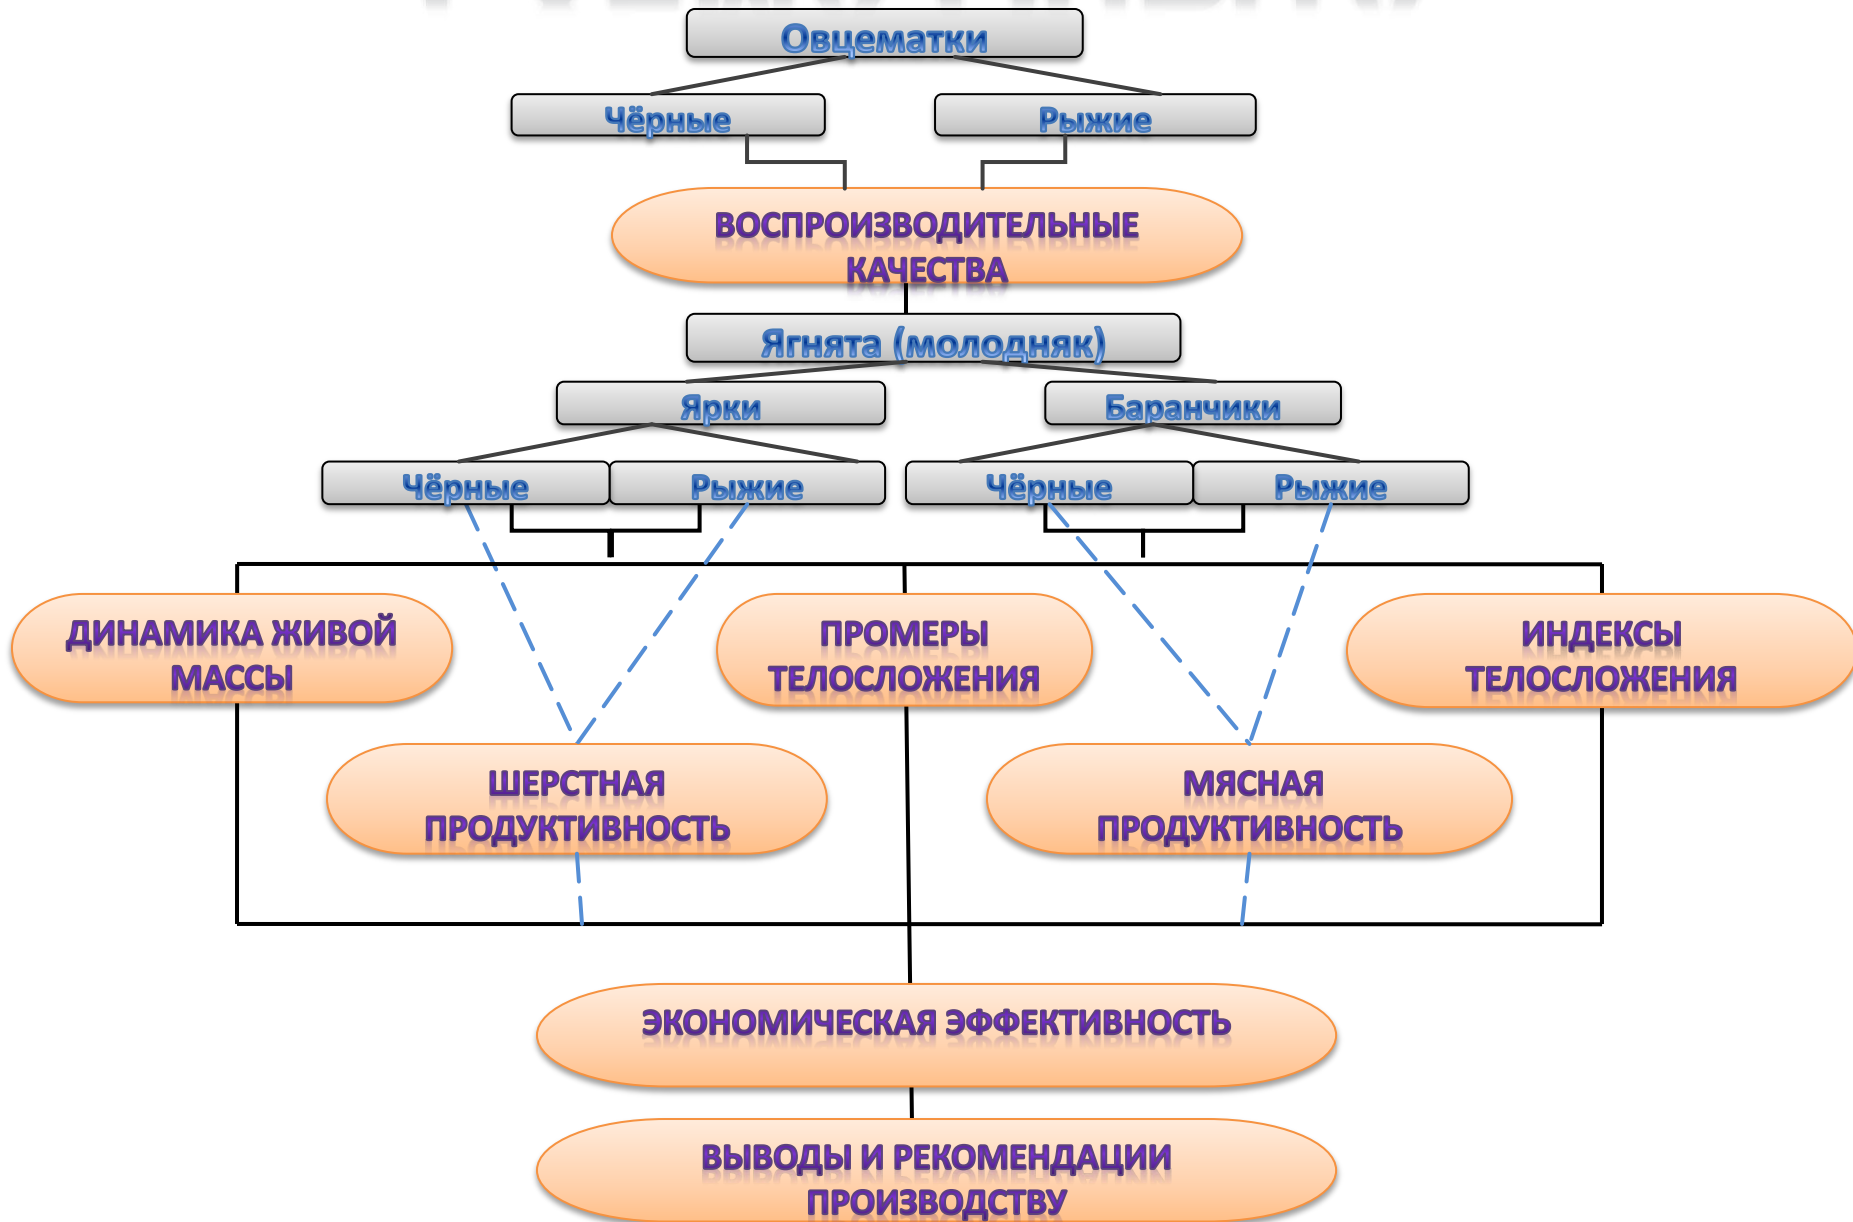 Овцематки
Чёрные
Рыжие
ВОСПРОИЗВОДИТЕЛЬНЫЕ
КАЧЕСТВА
Ягнята (молодняк)
Ярки
Баранчики
Чёрные
Рыжие
Чёрные
Рыжие
ДИНАМИКА ЖИВОЙ
МАССЫ
ПРОМЕРЫ
ТЕЛОСЛОЖЕНИЯ
ИНДЕКСЫ
ТЕЛОСЛОЖЕНИЯ
ШЕРСТНАЯ
ПРОДУКТИВНОСТЬ
МЯСНАЯ
ПРОДУКТИВНОСТЬ
ЭКОНОМИЧЕСКАЯ ЭФФЕКТИВНОСТЬ
ВЫВОДЫ И РЕКОМЕНДАЦИИ
ПРОИЗВОДСТВУ